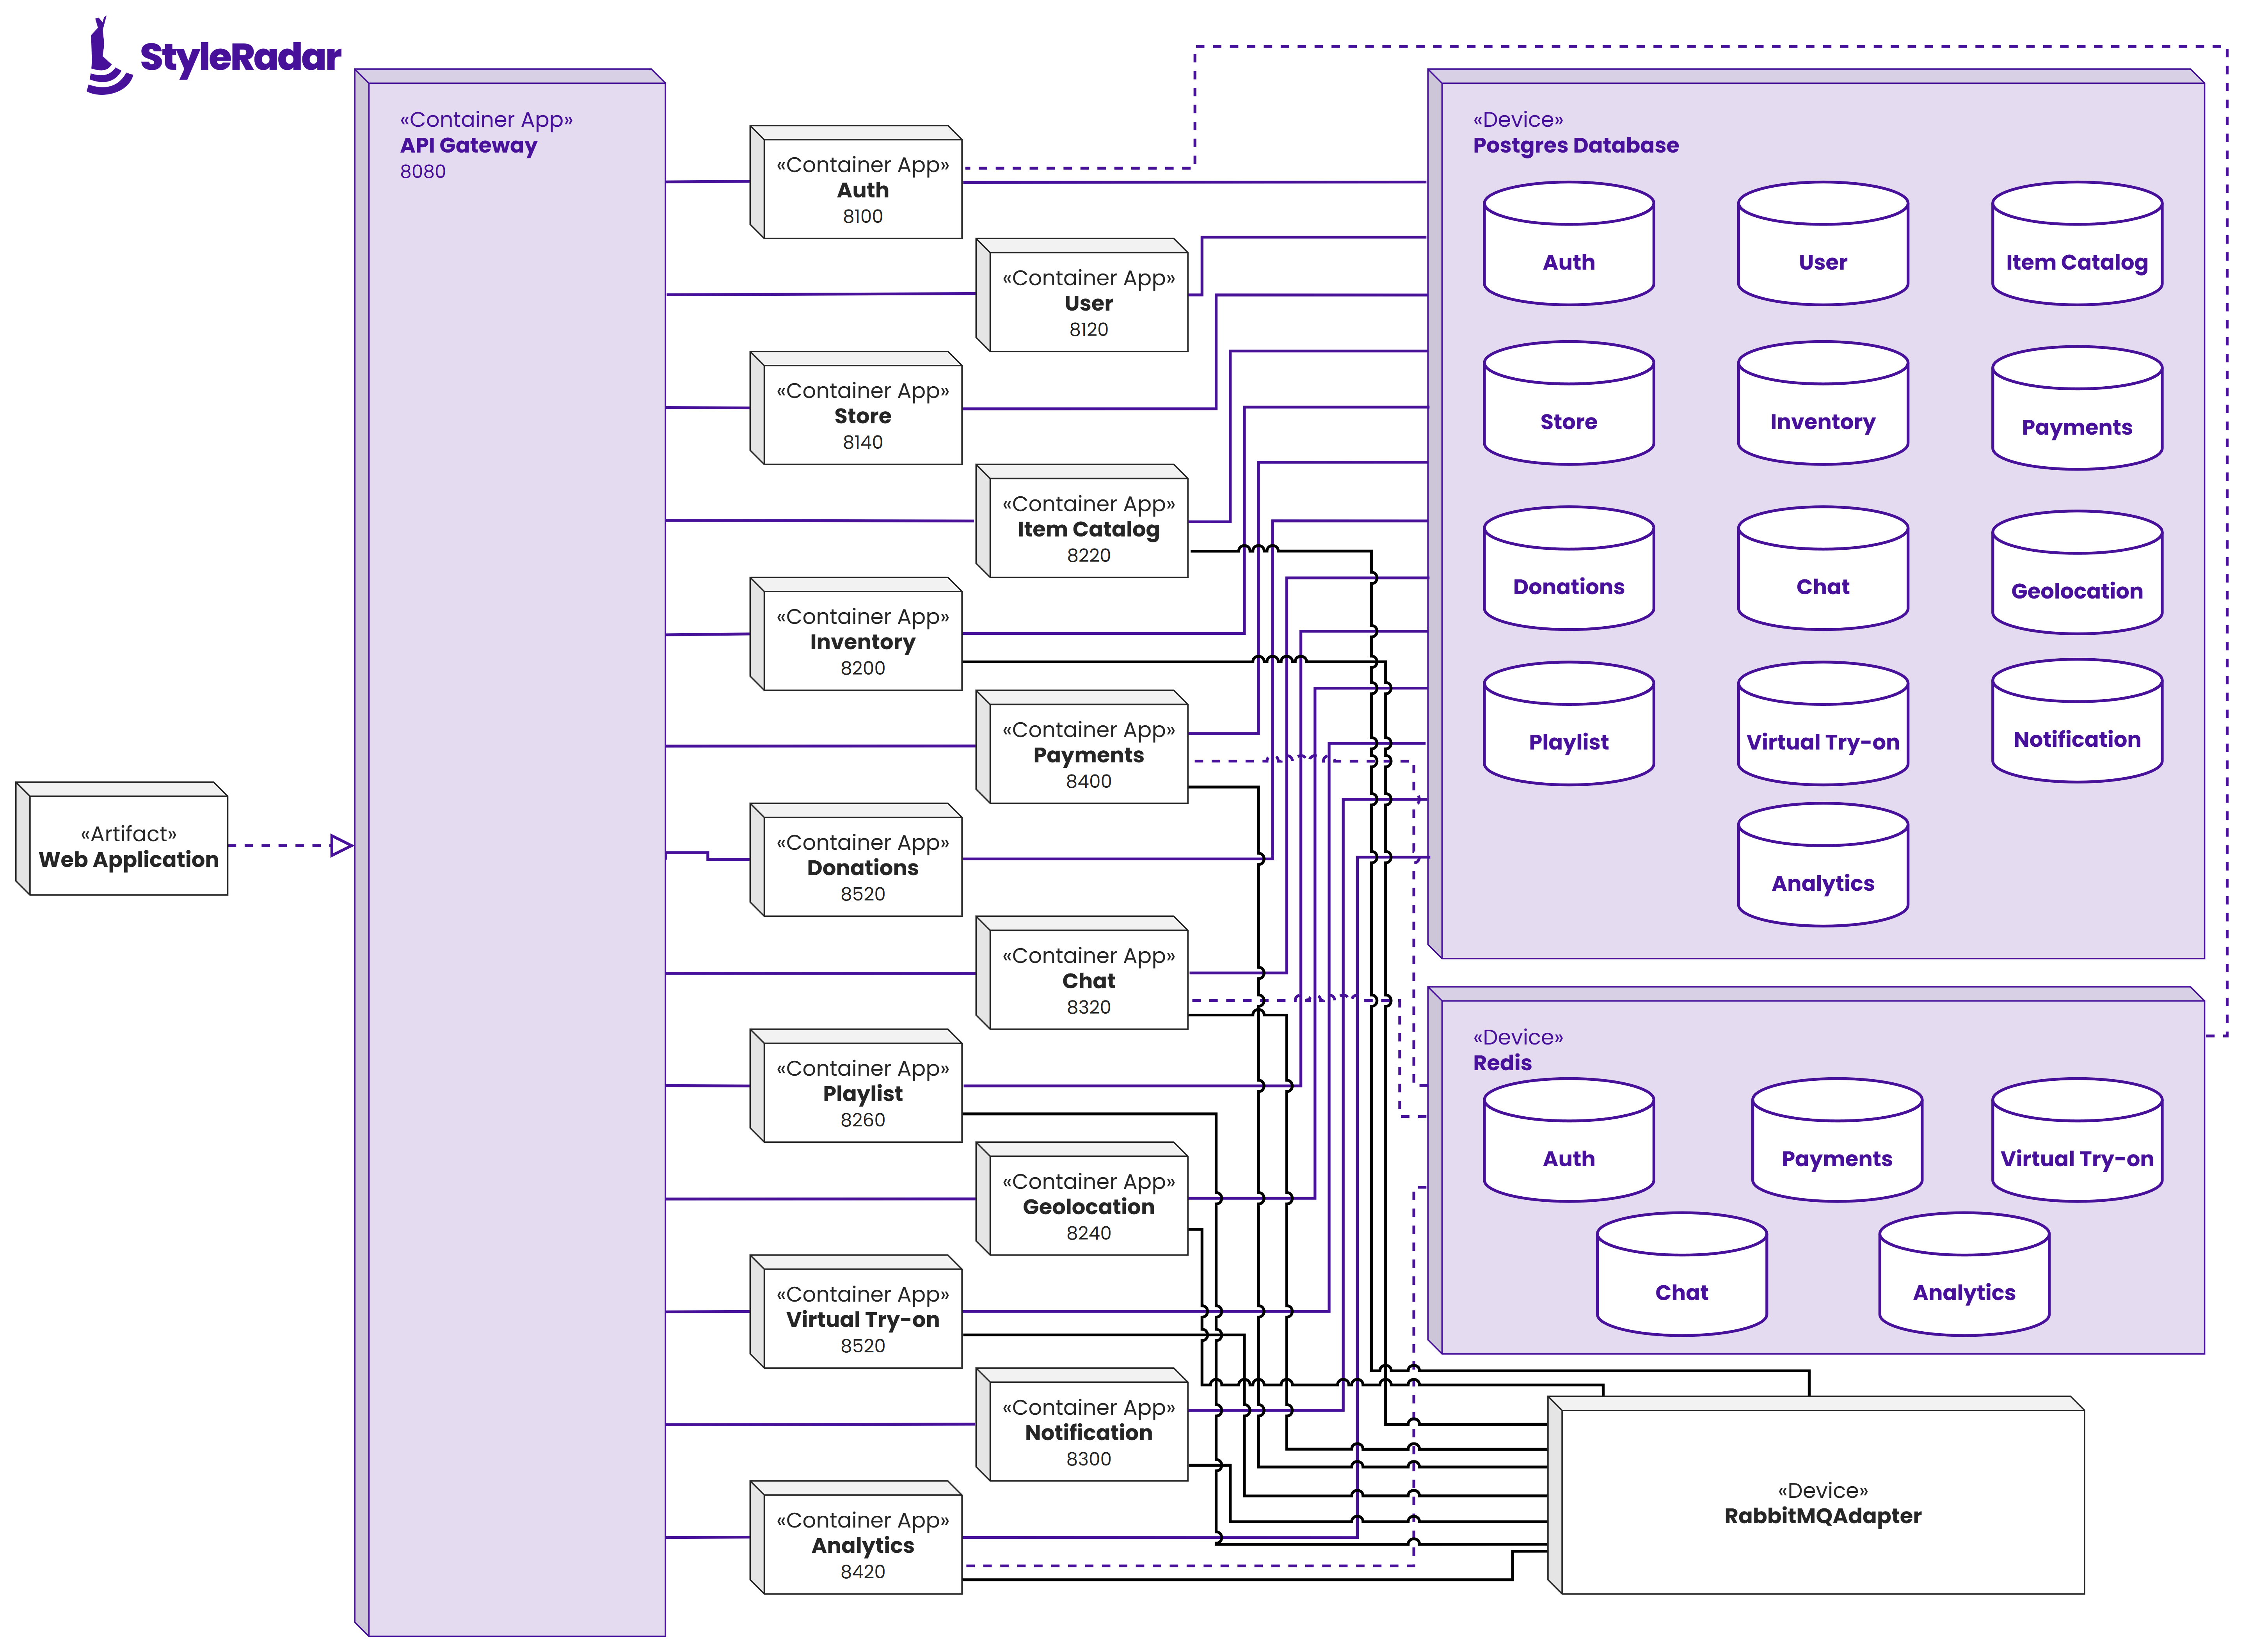 StyleRadar
«Container App»
API Gateway
8080
«Artifact»
Web Application
«Container App»
Auth
8100
«Container App»
User
8120
«Container App»
Store
8140
«Container App»
Item Catalog
8220
«Container App»
Inventory
8200
«Container App»
Payments
8400
«Container App»
Donations
8520
«Container App»
Chat
8320
«Container App»
Playlist
8260
«Container App»
Geolocation
8240
«Container App»
Virtual Try-on
8520
«Container App»
Notification
8300
«Container App»
Analytics
8420
«Device»
Postgres Database
Auth
User
Item Catalog
Store
Inventory
Payments
Donations
Chat
Geolocation
Playlist
Virtual Try-on
Notification
Analytics
«Device»
Redis
Auth
Payments
Virtual Try-on
Chat
Analytics
«Device»
RabbitMQAdapter